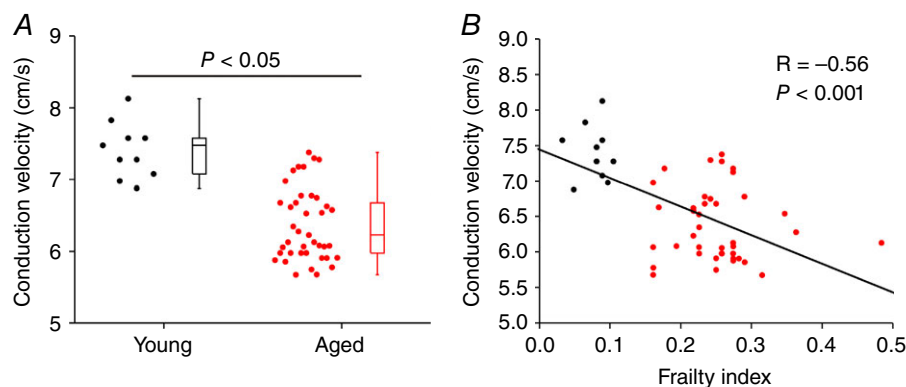 A
Conduction velocity (cm/s)
9
8
7
6
5
P < 0.05
Young
Aged
B
Conduction velocity (cm/s)
9.0
8.5
8.0
7.5
7.0
6.5
6.0
5.5
5.0
R = –0.56
P < 0.001
0.0 0.1 0.2 0.3 0.4 0.5
Frailty index